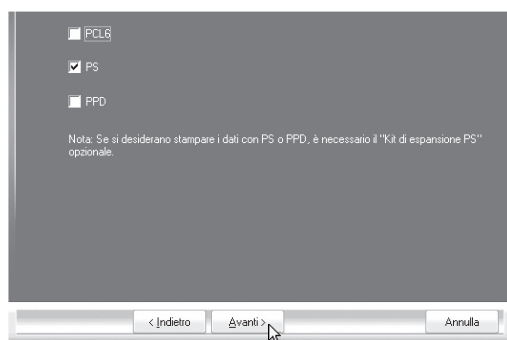 PCL6
PS
PPD
Nota: Se si desiderano stampare i dati con PS o PPD, è necessario il "Kit di espansione PS"
opzionale.
< Indietro
Avanti >
Annulla